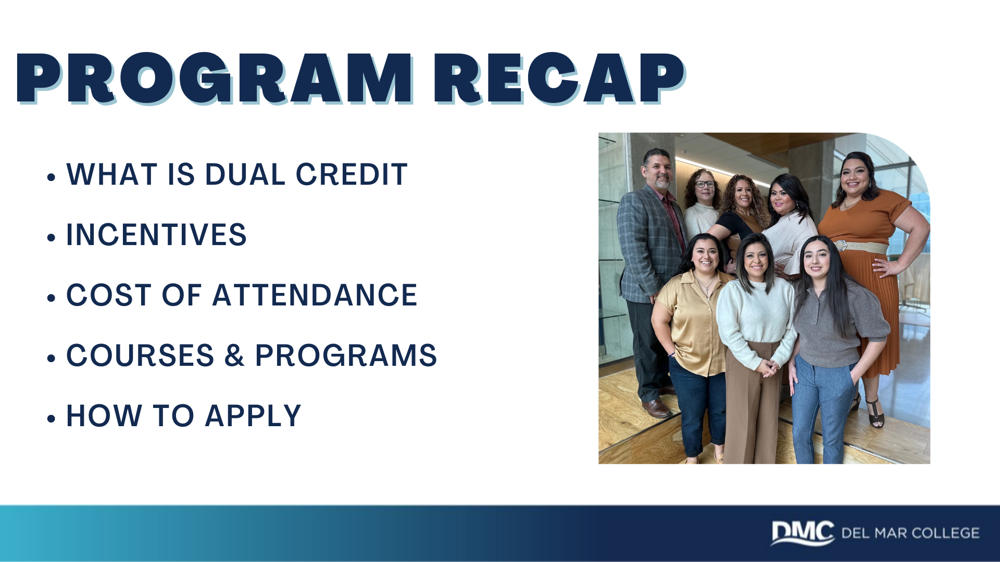 PROGRAM RECAP
• WHAT IS DUAL CREDIT
• INCENTIVES
• COST OF ATTENDANCE
• COURSES & PROGRAMS
• HOW TO APPLY
DMC DEL MAR COLLEGE